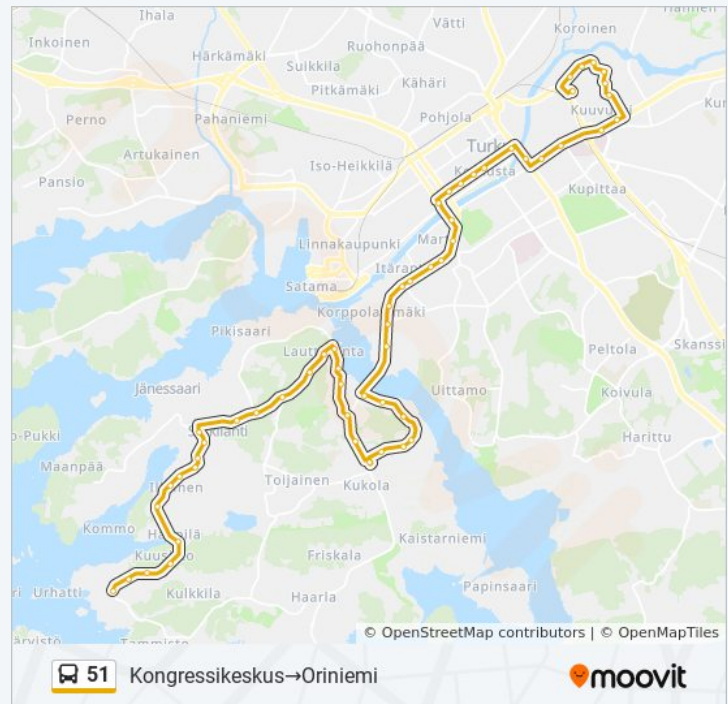 Ihala
Vätti
Koroinen
Inkoinen
Ruohonpää
Härkämäki
Suikkila
Kähäri
Pitkämäki
Perno
Pahaniemi
Pohjola
Kuuvu
Artukainen
Iso-Heikkilä
Pansio
Kupittaa
Linnakaupunki
Satama
Pikisaari
Skanssi
Peltola
Jänessaari
Uittamo
Koivula
Harittu
Maanpää
Toijainen
Kukola
Kommo
Kaistarniemi
Friskala
Urhatti
Kulkkila
Haarla
Papinsaari
© OpenStreetMap contributors | © OpenMapTiles
51 Kongressikeskus→Oriniemi moovit